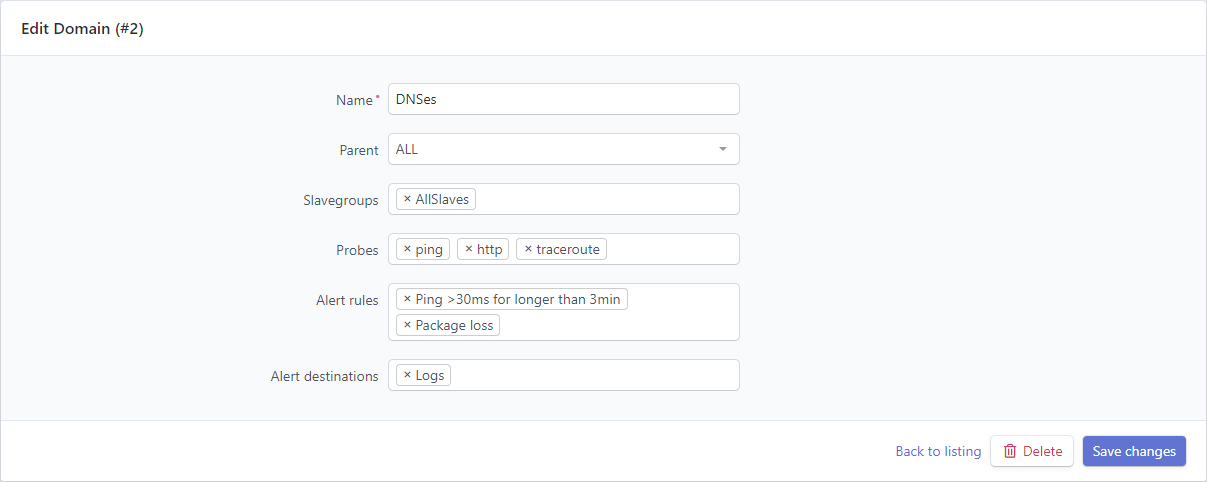 Edit Domain (#2)
Name* DNSes
Parent ALL
Slavegroups × AllSlaves
Probes × ping × http × traceroute
Alert rules × Ping >30ms for longer than 3min
× Package loss
Alert destinations × Logs
Back to listing Delete Save changes